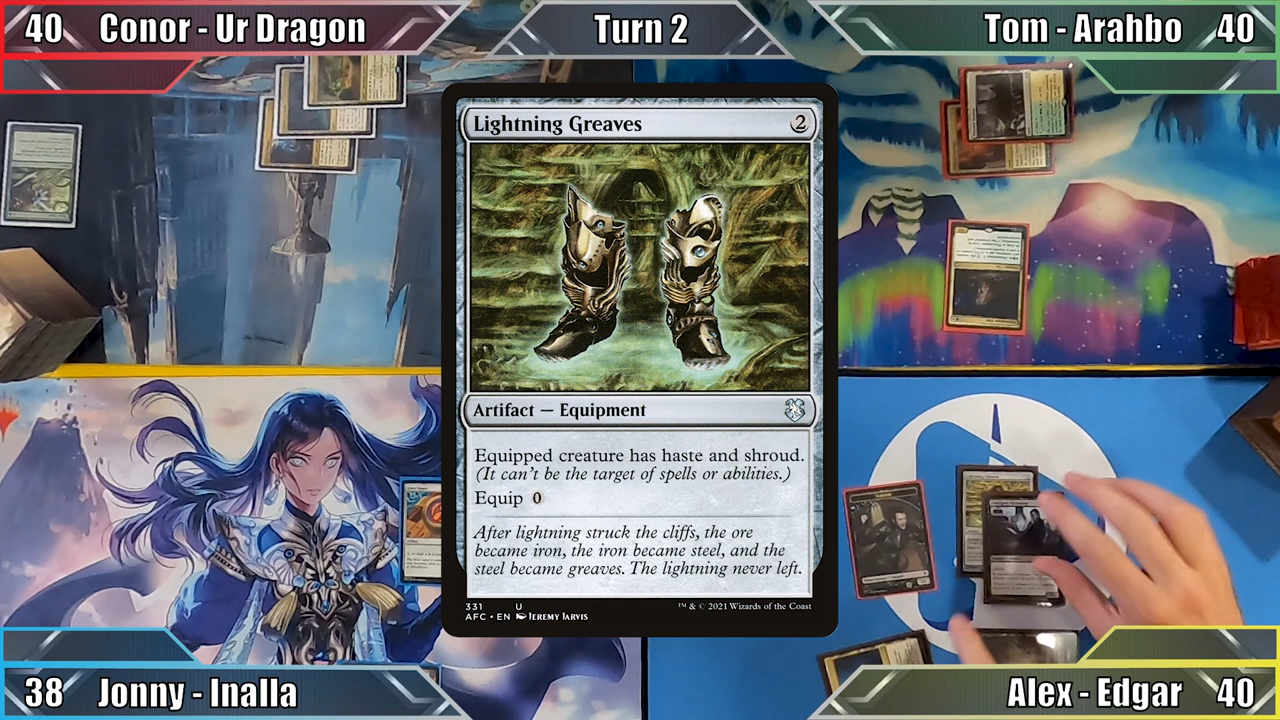 40 Conor - Ur Dragon
Turn 2
Tom - Arahbo 40
Lightning Greaves 2
Artifact — Equipment
Equipped creature has haste and shroud.
(It can't be the target of spells or abilities.)
Equip 0
After lightning struck the cliffs, the ore
became iron, the iron became steel, and the
steel became greaves. The lightning never left.
331 U
AFC • EN JEREMY JARVIS
™ & © 2021 Wizards of the Coast
38 Jonny - Inalla
Alex - Edgar 40